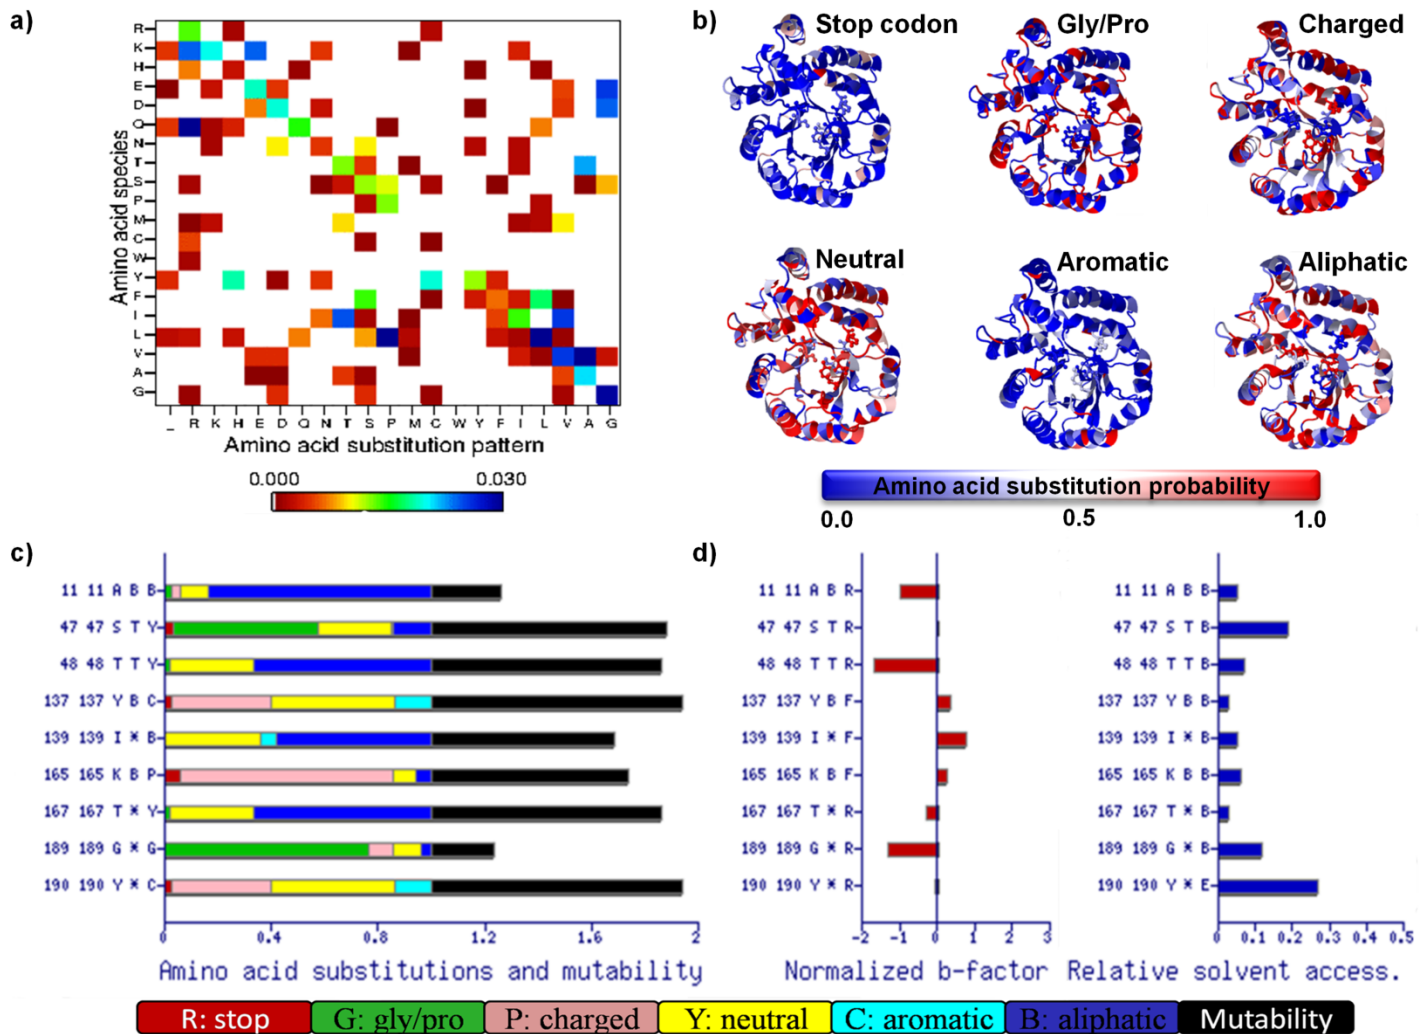 a)
Amino acid species
R
K
H
E
D
Q
N
T
S
P
M
C
W
Y
F
I
L
V
A
G
_ R K H E D Q N T S P M C W Y F I L V A G
Amino acid substitution pattern
0.000 0.030
b)
Stop codon Gly/Pro Charged
Neutral Aromatic Aliphatic
Amino acid substitution probability
0.0 0.5 1.0
c)
11 11 A B B
47 47 S T Y
48 48 T T Y
137 137 Y B C
139 139 I * B
165 165 K B P
167 167 T * Y
189 189 G * G
190 190 Y * C
0 0.4 0.8 1.2 1.6 2
Amino acid substitutions and mutability
d)
11 11 A B R
47 47 S T R
48 48 T T R
137 137 Y B F
139 139 I * F
165 165 K B F
167 167 T * R
189 189 G * R
190 190 Y * R
-2 -1 0 1 2 3
Normalized b-factor
11 11 A B B
47 47 S T B
48 48 T T B
137 137 Y B B
139 139 I * B
165 165 K B B
167 167 T * B
189 189 G * B
190 190 Y * E
0 0.1 0.2 0.3 0.4 0.5
Relative solvent access.
R: stop G: gly/pro P: charged Y: neutral C: aromatic B: aliphatic Mutability